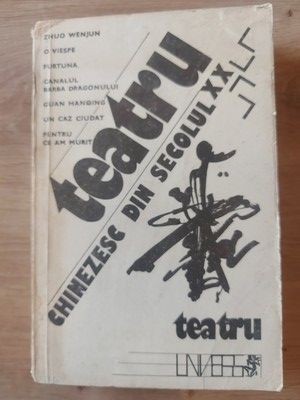 ZHUO WENJUN
O VIESPE
FURTUNA
CANALUL
BARBA DRAGONULUI
GUAN HANQING
UN CAZ CIUDAT
PENTRU
CE AM MURIT
teatru
CHINEZESC DIN SECOLUL XX
teatru
UNIVERS